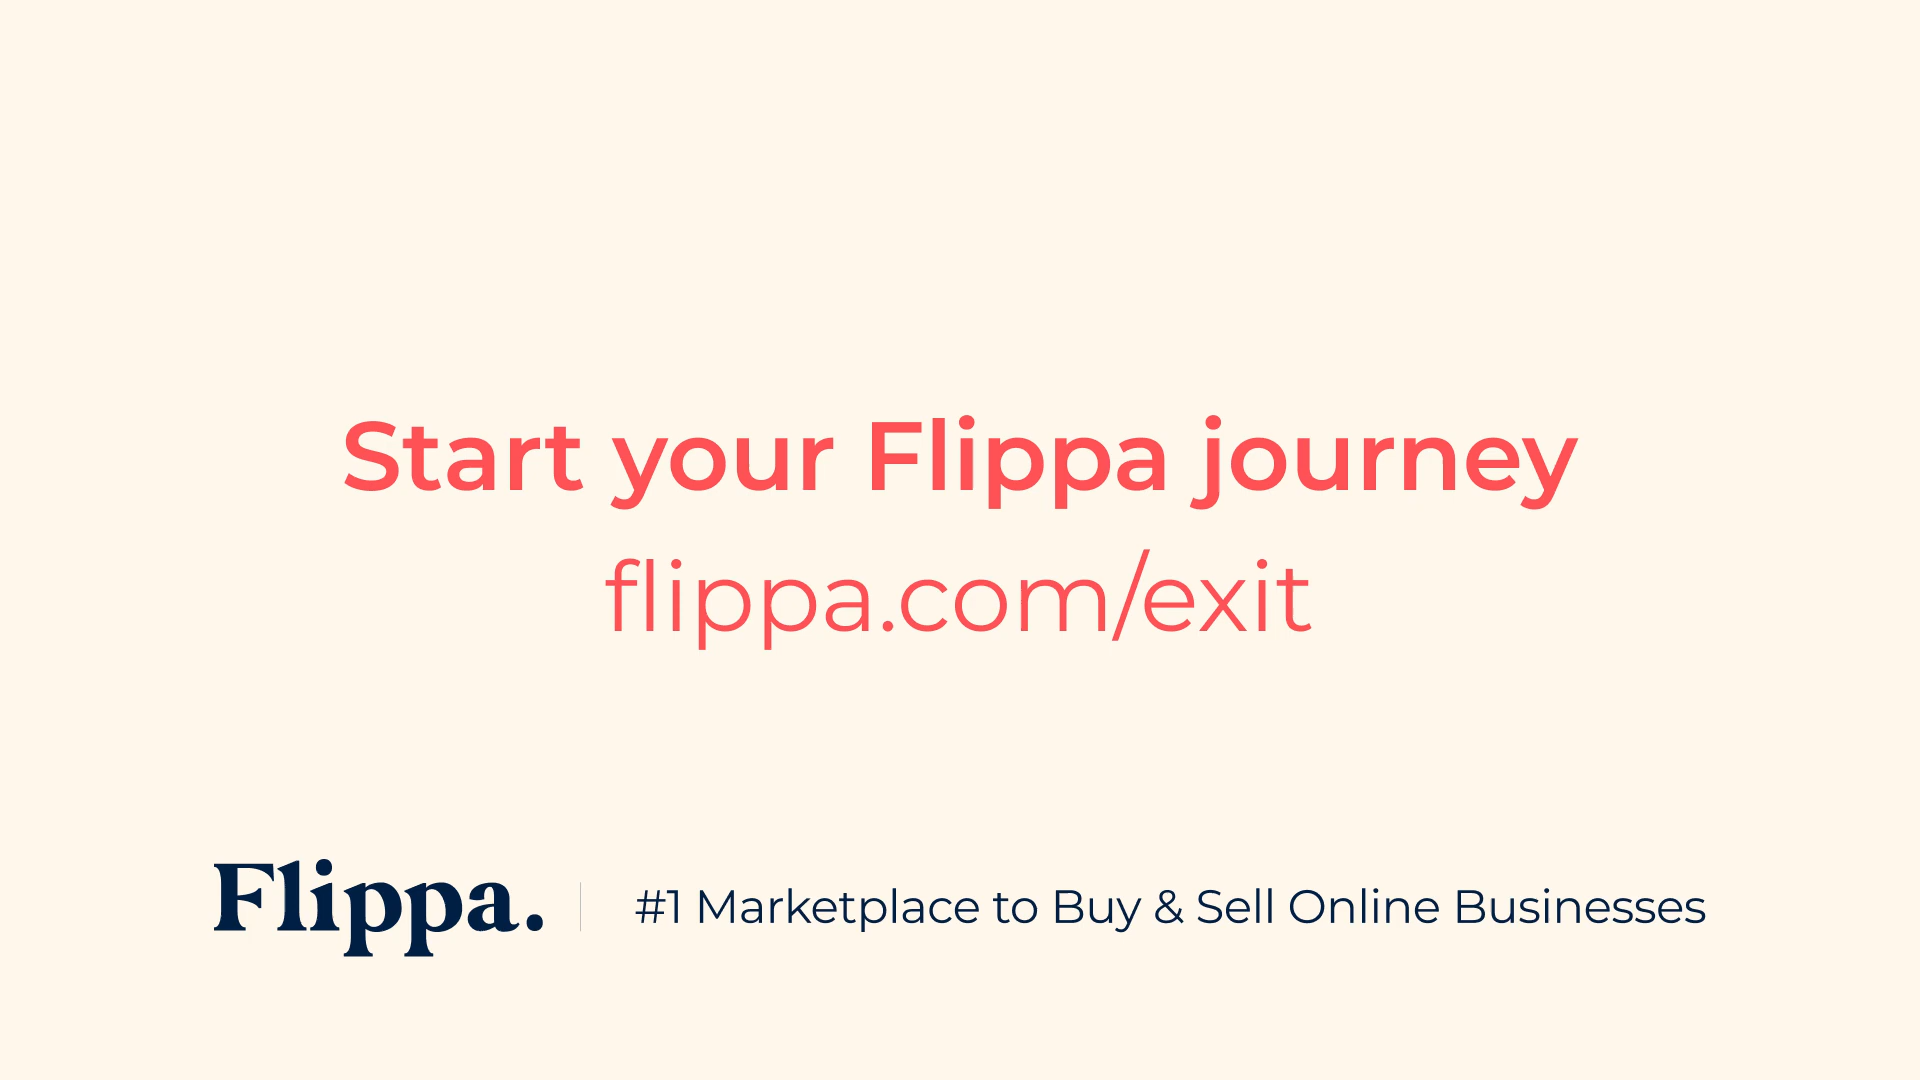 Start your Flippa journey
flippa.com/exit
Flippa. #1 Marketplace to Buy & Sell Online Businesses